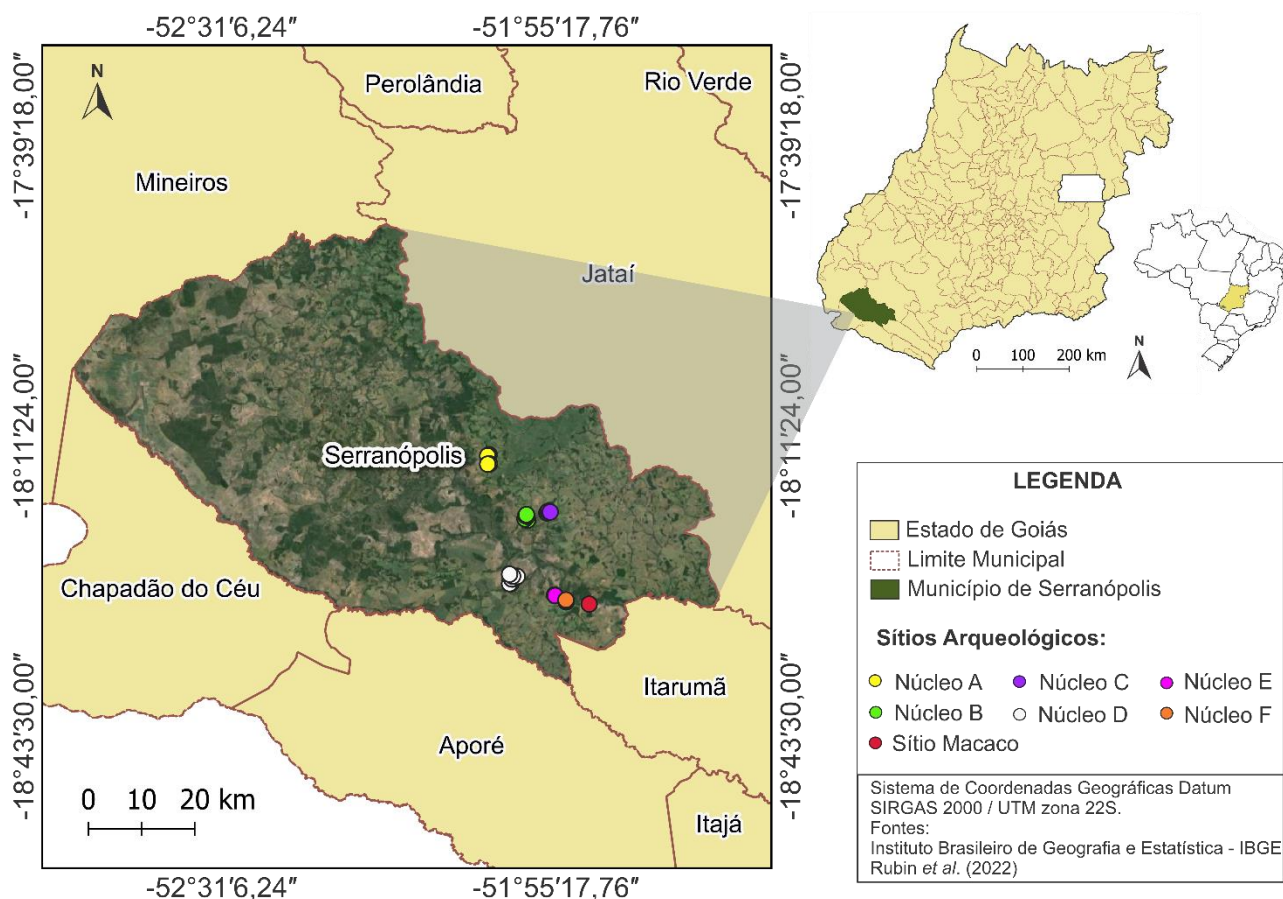 -52°31′6,24″
-51°55′17,76″
-17°39′18,00″
-18°11′24,00″
-18°43′30,00″
N
Perolândia
Rio Verde
Mineiros
Jataí
Serranópolis
Chapadão do Céu
Itarumã
Aporé
Itajá
0 10 20 km
-17°39′18,00″
-18°11′24,00″
-18°43′30,00″
-52°31′6,24″
-51°55′17,76″
0 100 200 km
N
LEGENDA
Estado de Goiás
Limite Municipal
Município de Serranópolis
Sítios Arqueológicos:
Núcleo A Núcleo C Núcleo E
Núcleo B Núcleo D Núcleo F
Sítio Macaco
Sistema de Coordenadas Geográficas Datum
SIRGAS 2000 / UTM zona 22S.
Fontes:
Instituto Brasileiro de Geografia e Estatística - IBGE
Rubin et al. (2022)